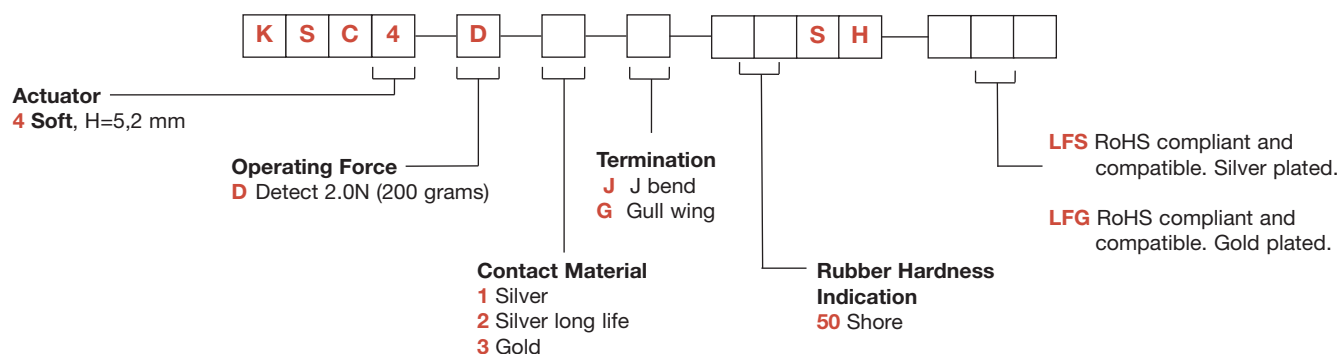 K S C 4 D S H
Actuator
4 Soft, H=5,2 mm
Operating Force
D Detect 2.0N (200 grams)
Termination
J J bend
G Gull wing
LFS RoHS compliant and
compatible. Silver plated.
LFG RoHS compliant and
compatible. Gold plated.
Contact Material
1 Silver
2 Silver long life
3 Gold
Rubber Hardness
Indication
50 Shore